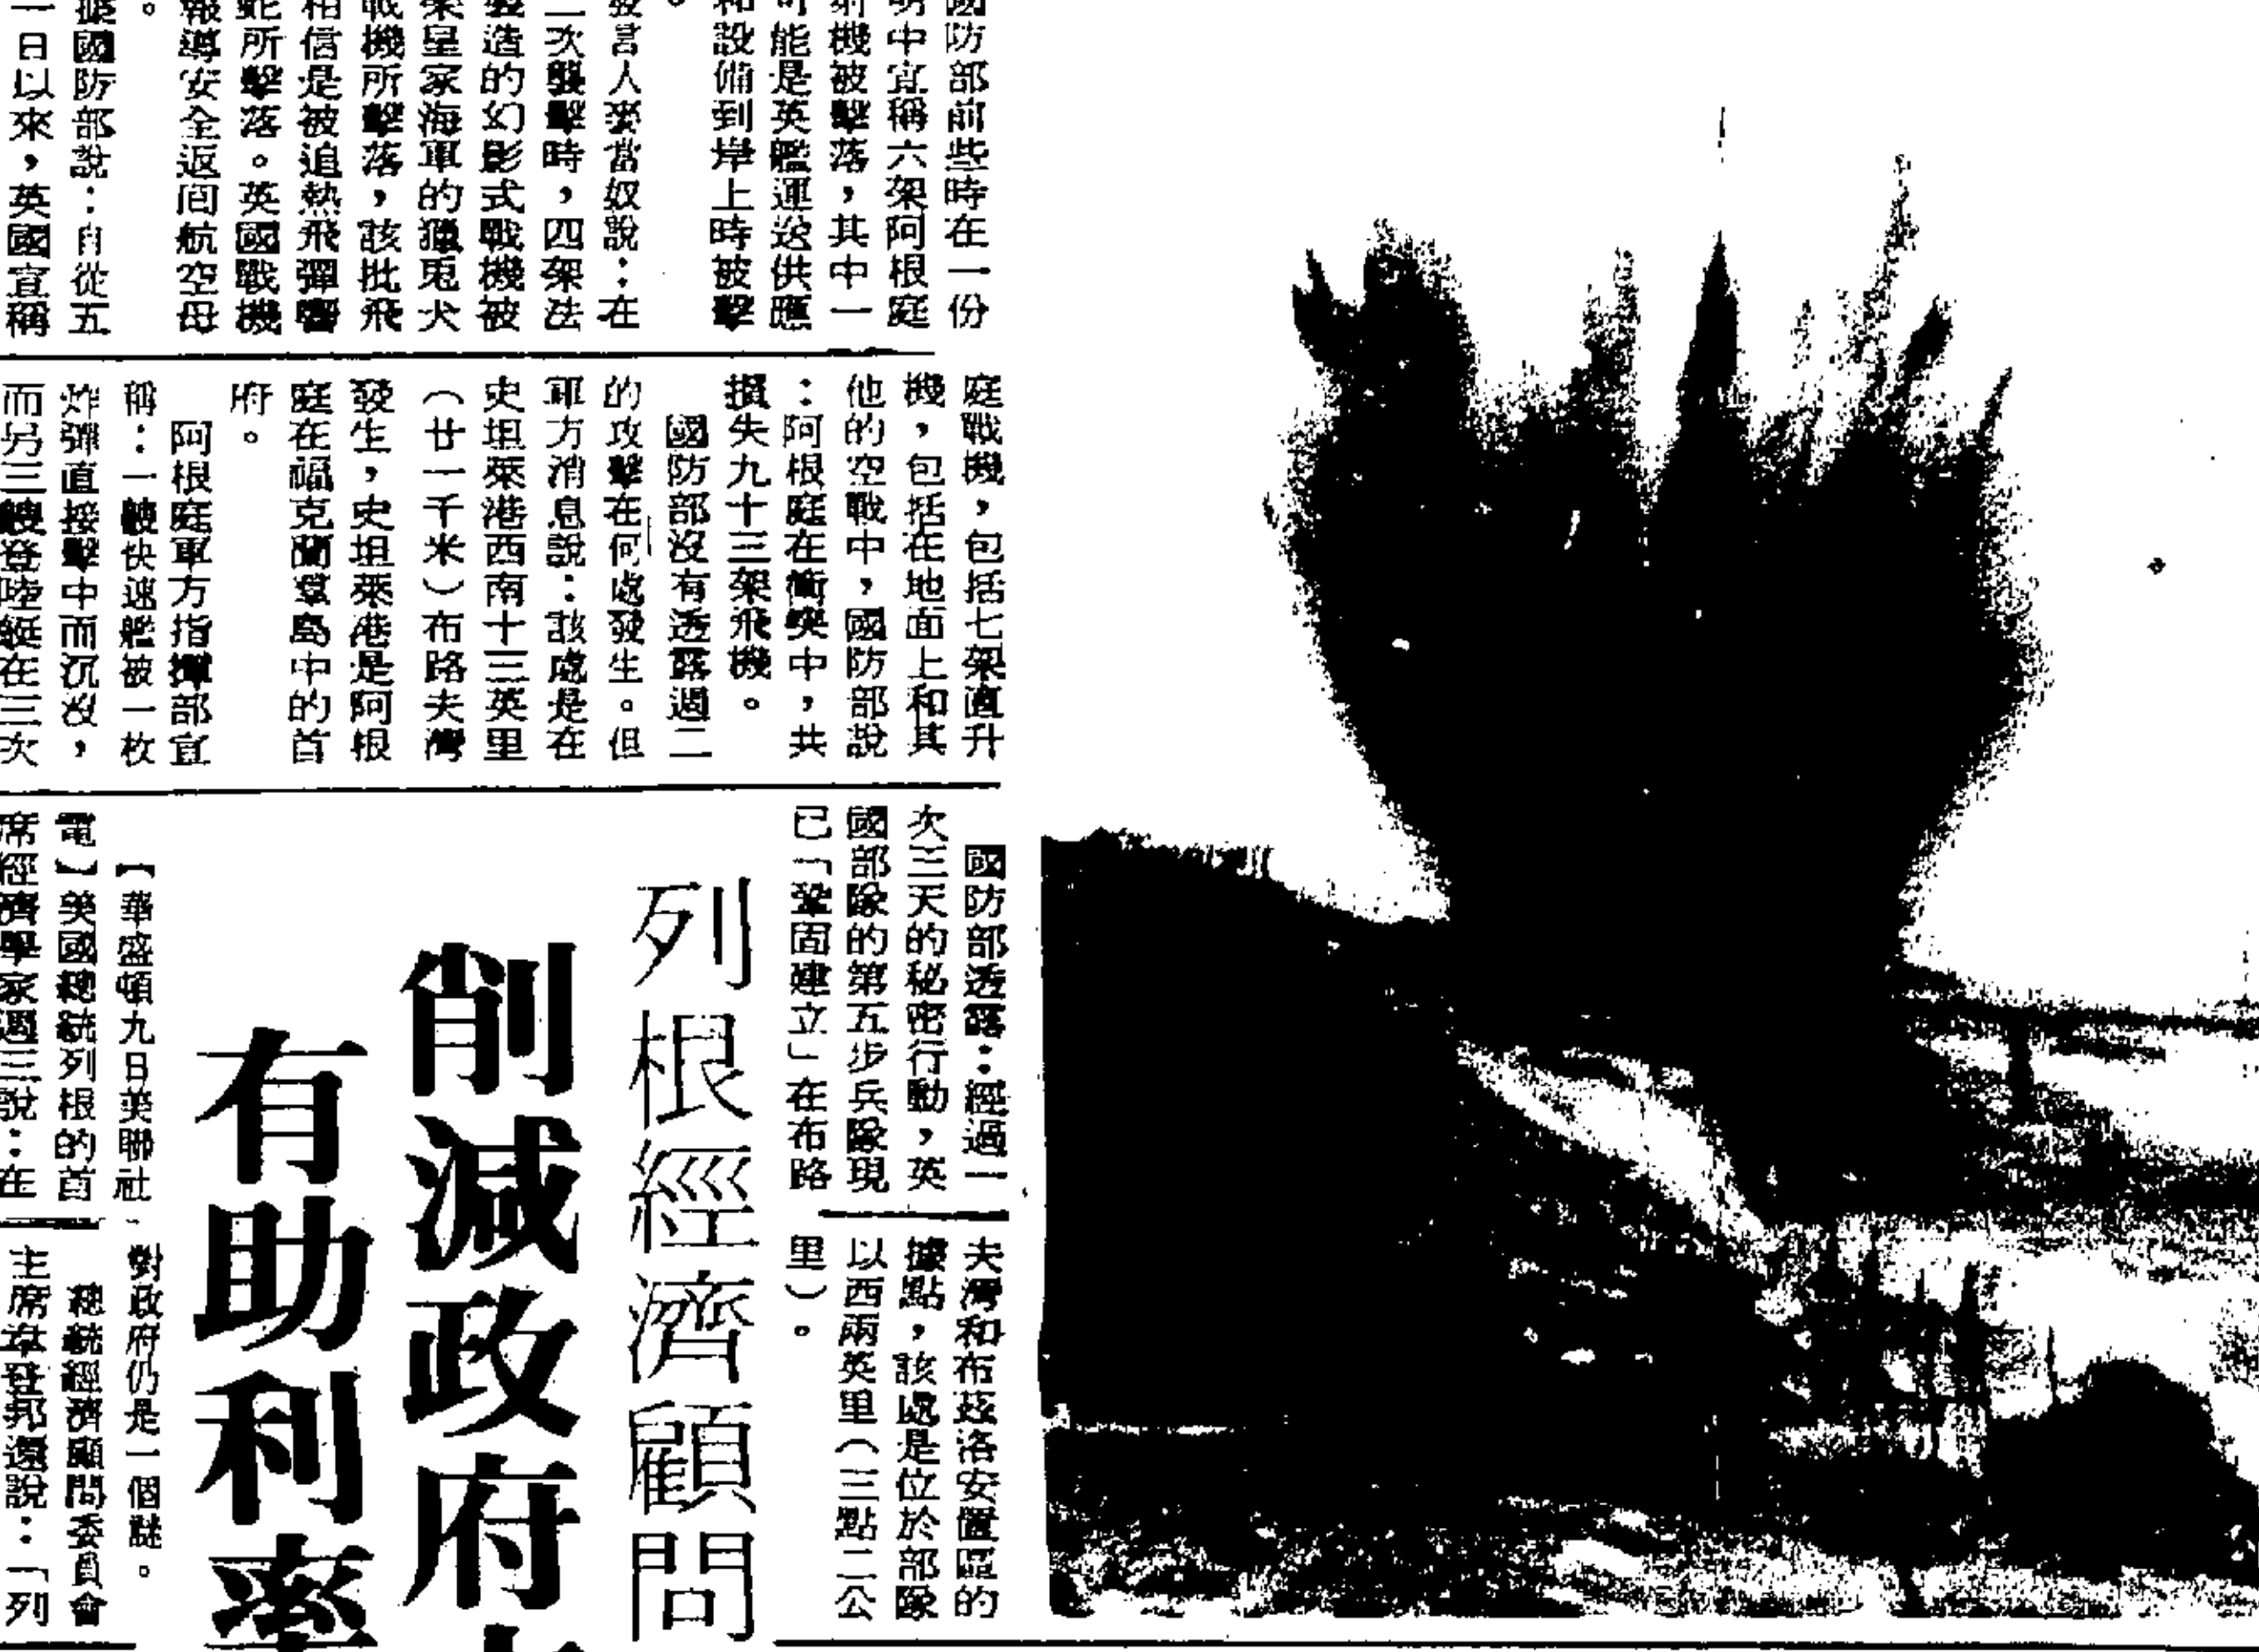 國防部前些時在一份
明中宣稱六架阿根庭
射機被擊落，其中一
可能是英艦運送供應
和設備到岸上時被擊
。
發言人麥當奴說：在
二次襲擊時，四架法
製造的幻影式戰機被
架皇家海軍的獵兎犬
戰機所擊落，該批飛
相信是被追熱飛彈響
蛇所擊落。英國戰機
報導安全返囘航空母
。
據國防部說：自從五
一日以來，英國宣稱
庭戰機，包括七架直升
機，包括在地面上和其
他的空戰中，國防部說
：阿根庭在衝突中，共
損失九十三架飛機。
國防部沒有透露週二
的攻擊在何處發生。但
軍方消息說：該處是在
史坦萊港西南十三英里
（廿一千米）布路夫灣
發生，史坦萊港是阿根
庭在福克蘭羣島中的首
府。
阿根庭軍方指揮部宣
稱：一艘快速艦被一枚
炸彈直接擊中而沉沒，
而另三艘登陸艇在三次
國防部透露：經過一
次三天的秘密行動，英
國部隊的第五步兵隊現
已「鞏固建立」在布路
夫灣和布茲洛安置區的
據點，該處是位於部隊
以西兩英里（三點二公
里）。
列根經濟顧問
削減政府
有助利率
【華盛頓九日美聯社
電】美國總統列根的首
席經濟學家週三說：在
對政府仍是一個謎。
總統經濟顧問委員會
主席韋登邦還說：「列